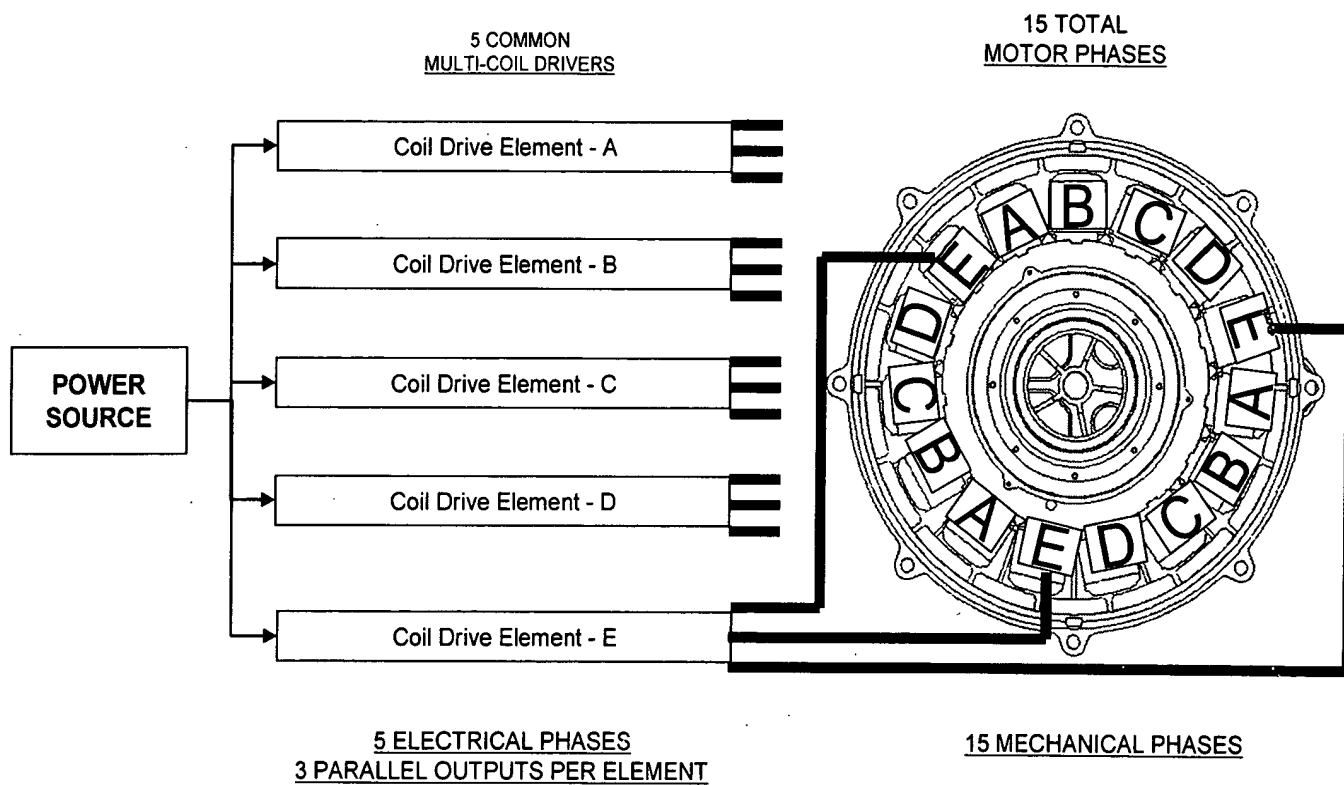 5 COMMON
MULTI-COIL DRIVERS
15 TOTAL
MOTOR PHASES
Coil Drive Element - A
Coil Drive Element - B
Coil Drive Element - C
Coil Drive Element - D
Coil Drive Element - E
POWER
SOURCE
B
C
D
E
A
B
C
D
E
A
B
C
D
E
A
5 ELECTRICAL PHASES
3 PARALLEL OUTPUTS PER ELEMENT
15 MECHANICAL PHASES